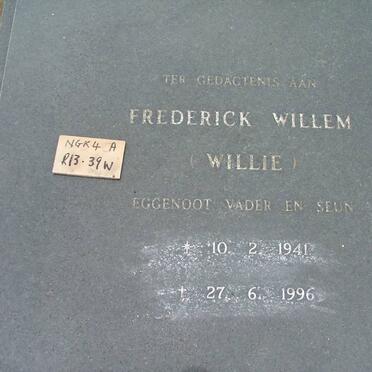 TER GEDAGTENIS AAN
FREDERICK WILLEM
(WILLIE)
EGGENOOT VADER EN SEUN
* 10. 2. 1941
† 27. 6. 1996
NGK4 A
R13.39W